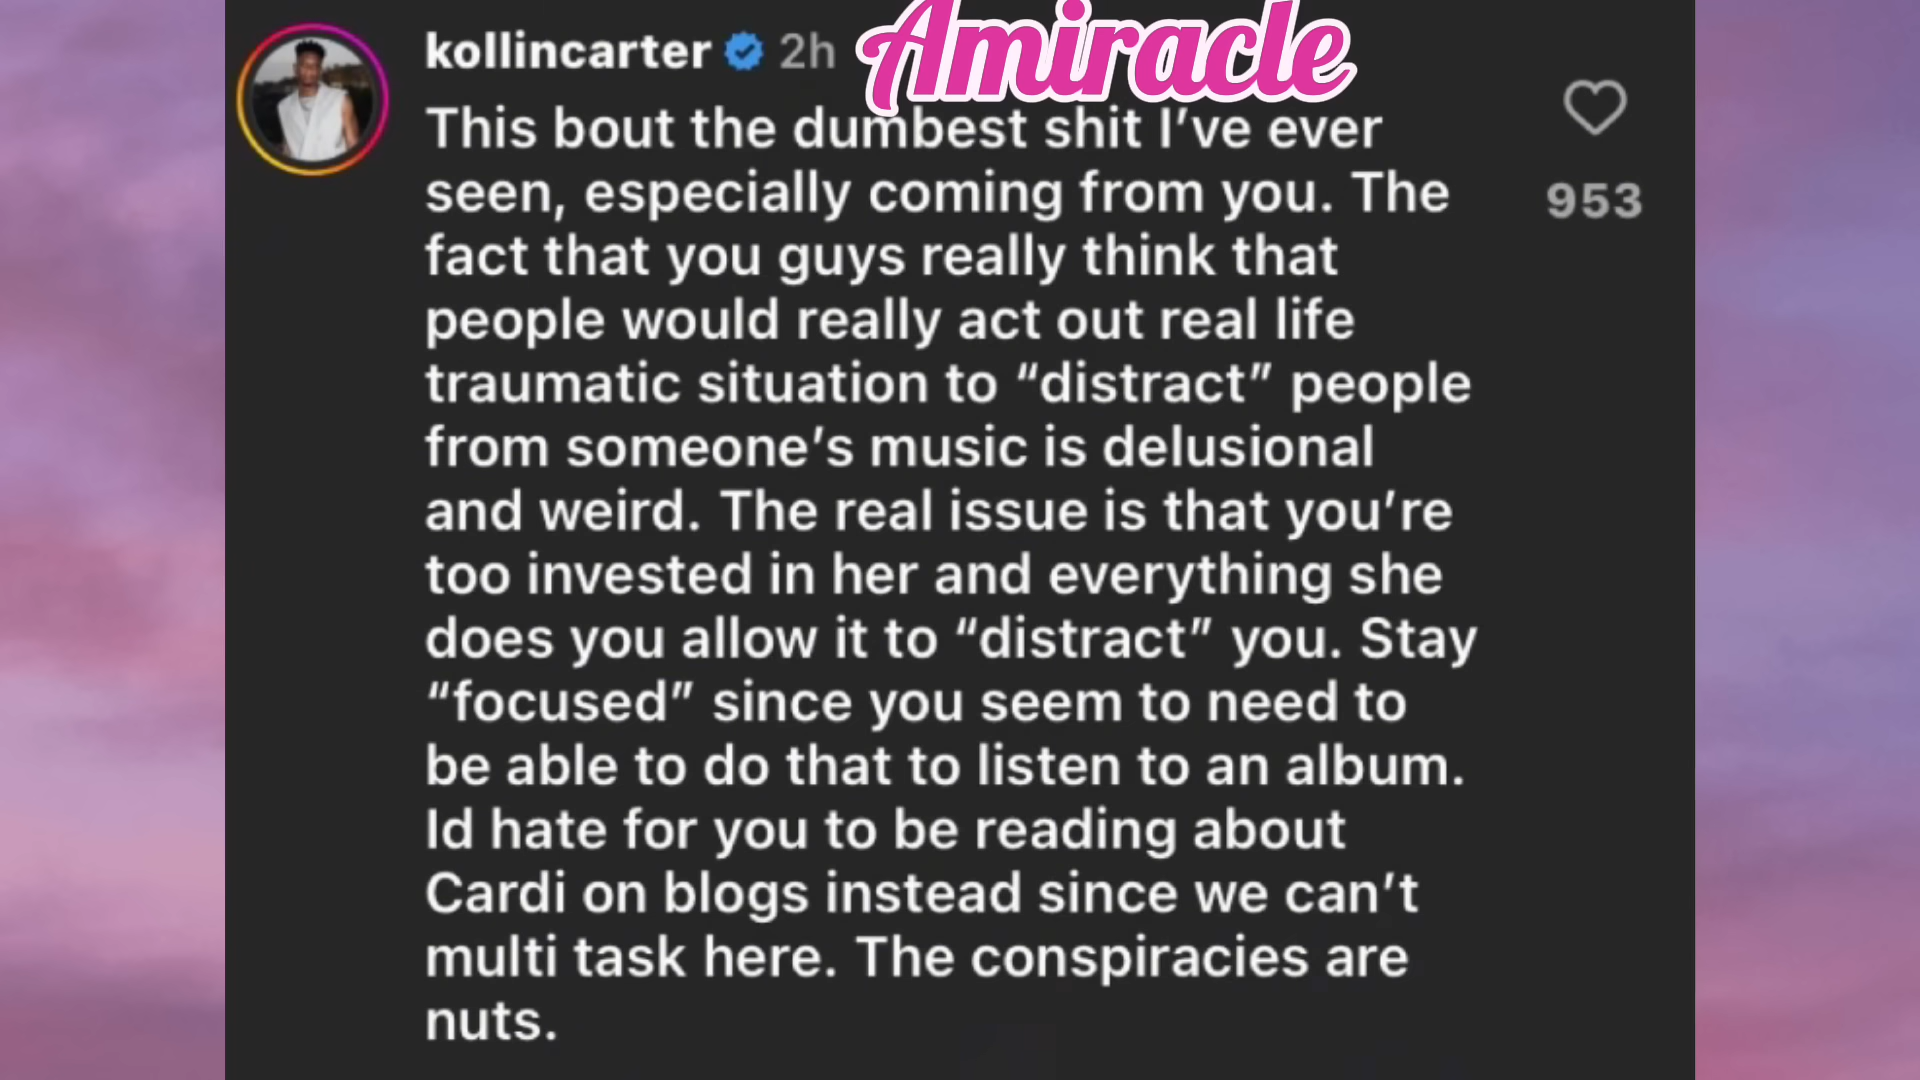 Amiracle
kollincarter 2h
This bout the dumbest shit I’ve ever
seen, especially coming from you. The
fact that you guys really think that
people would really act out real life
traumatic situation to “distract” people
from someone’s music is delusional
and weird. The real issue is that you’re
too invested in her and everything she
does you allow it to “distract” you. Stay
“focused” since you seem to need to
be able to do that to listen to an album.
Id hate for you to be reading about
Cardi on blogs instead since we can’t
multi task here. The conspiracies are
nuts.
953